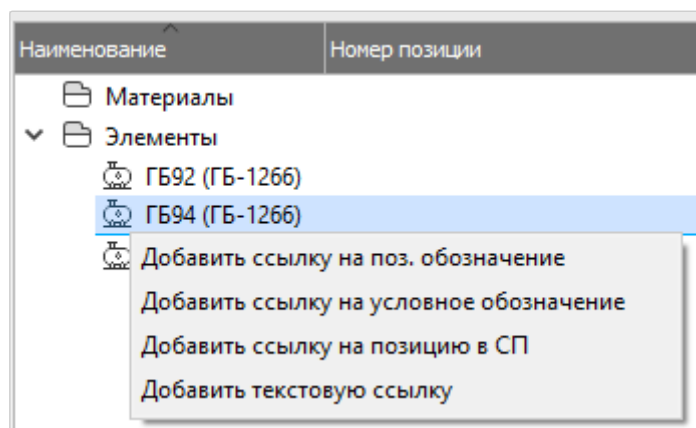 Наименование Номер позиции
Материалы
Элементы
ГБ92 (ГБ-1266)
ГБ94 (ГБ-1266)
Добавить ссылку на поз. обозначение
Добавить ссылку на условное обозначение
Добавить ссылку на позицию в СП
Добавить текстовую ссылку